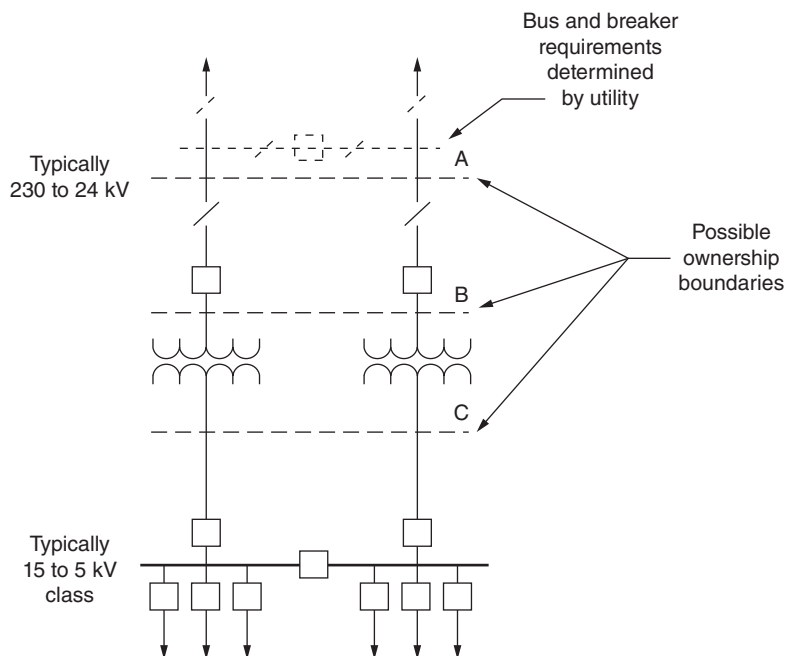 Bus and breaker
requirements
determined
by utility
A
Typically
230 to 24 kV
Possible
ownership
boundaries
B
C
Typically
15 to 5 kV
class